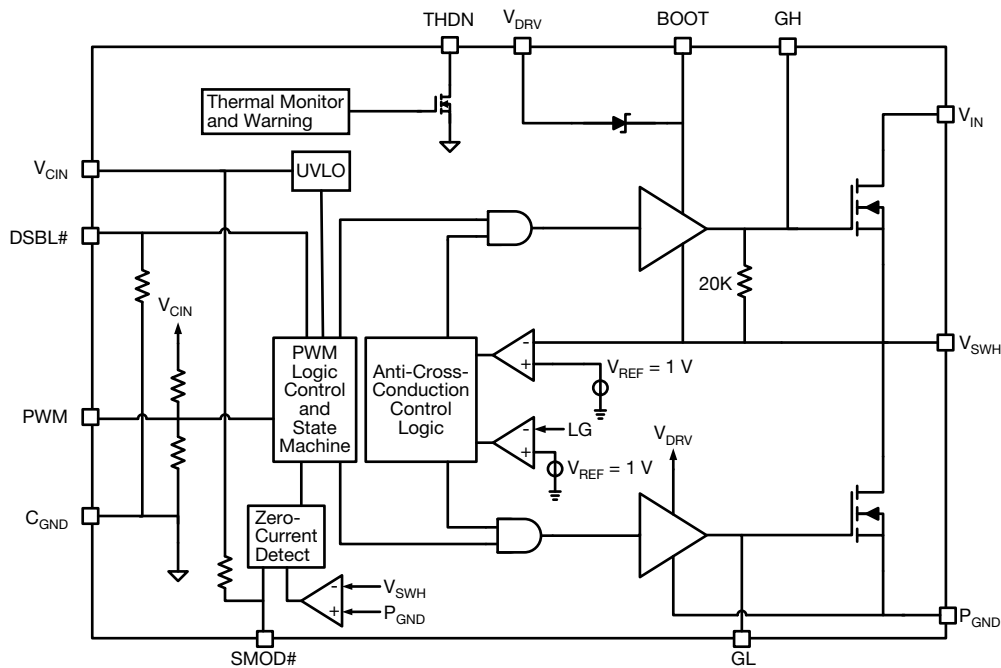 THDN
VDRV
BOOT
GH
Thermal Monitor
and Warning
VIN
VCIN
UVLO
DSBL#
20K
VCIN
VSWH
PWM
Logic
Control
and
State
Machine
Anti-Cross-
Conduction
Control
Logic
-
+
VREF = 1 V
PWM
-
+
LG
VREF = 1 V
VDRV
CGND
Zero-
Current
Detect
-
+
VSWH
PGND
PGND
SMOD#
GL